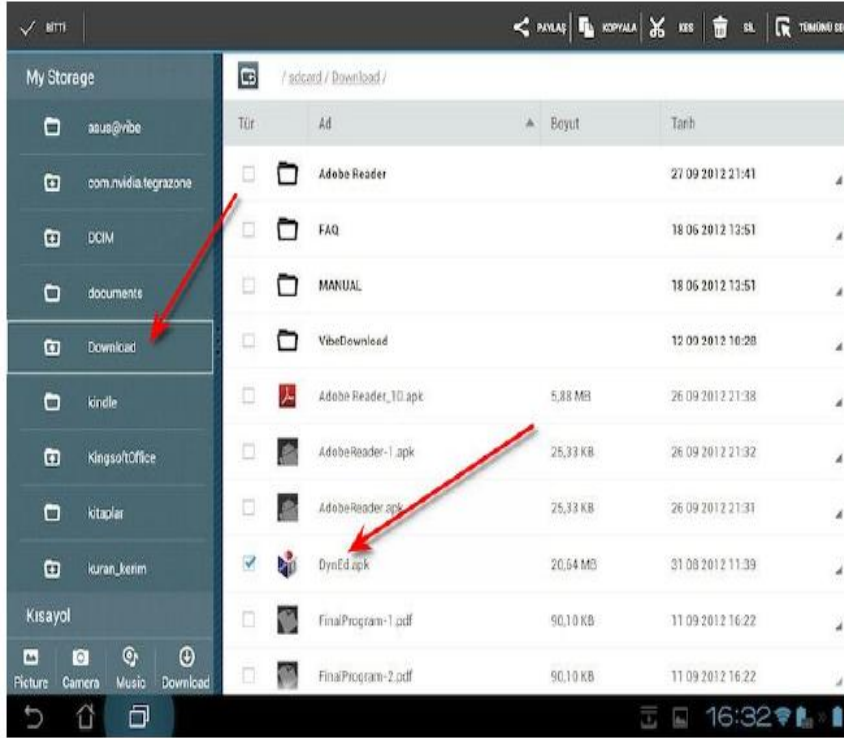 BİTTİ PAYLAŞ KOPYALA KES SİL TÜMÜNÜ SE
My Storage
asus@vibe
com.nvidia.tegrazone
DCIM
documents
Download
kindle
KingsoftOffice
kitaplar
kuran_kerim
Kısayol
Picture Camera Music Download
/ sdcard / Download /
Tür Ad Boyut Tarih
Adobe Reader 27 09 2012 21:41
FAQ 18 06 2012 13:51
MANUAL 18 06 2012 13:51
VibeDownload 12 09 2012 10:28
Adobe Reader_10.apk 5,88 MB 26 09 2012 21:38
AdobeReader-1.apk 25,33 KB 26 09 2012 21:32
AdobeReader.apk 25,33 KB 26 09 2012 21:31
DynEd.apk 20,64 MB 31 08 2012 11:39
FinalProgram-1.pdf 90,10 KB 11 09 2012 16:22
FinalProgram-2.pdf 90,10 KB 11 09 2012 16:22
16:32